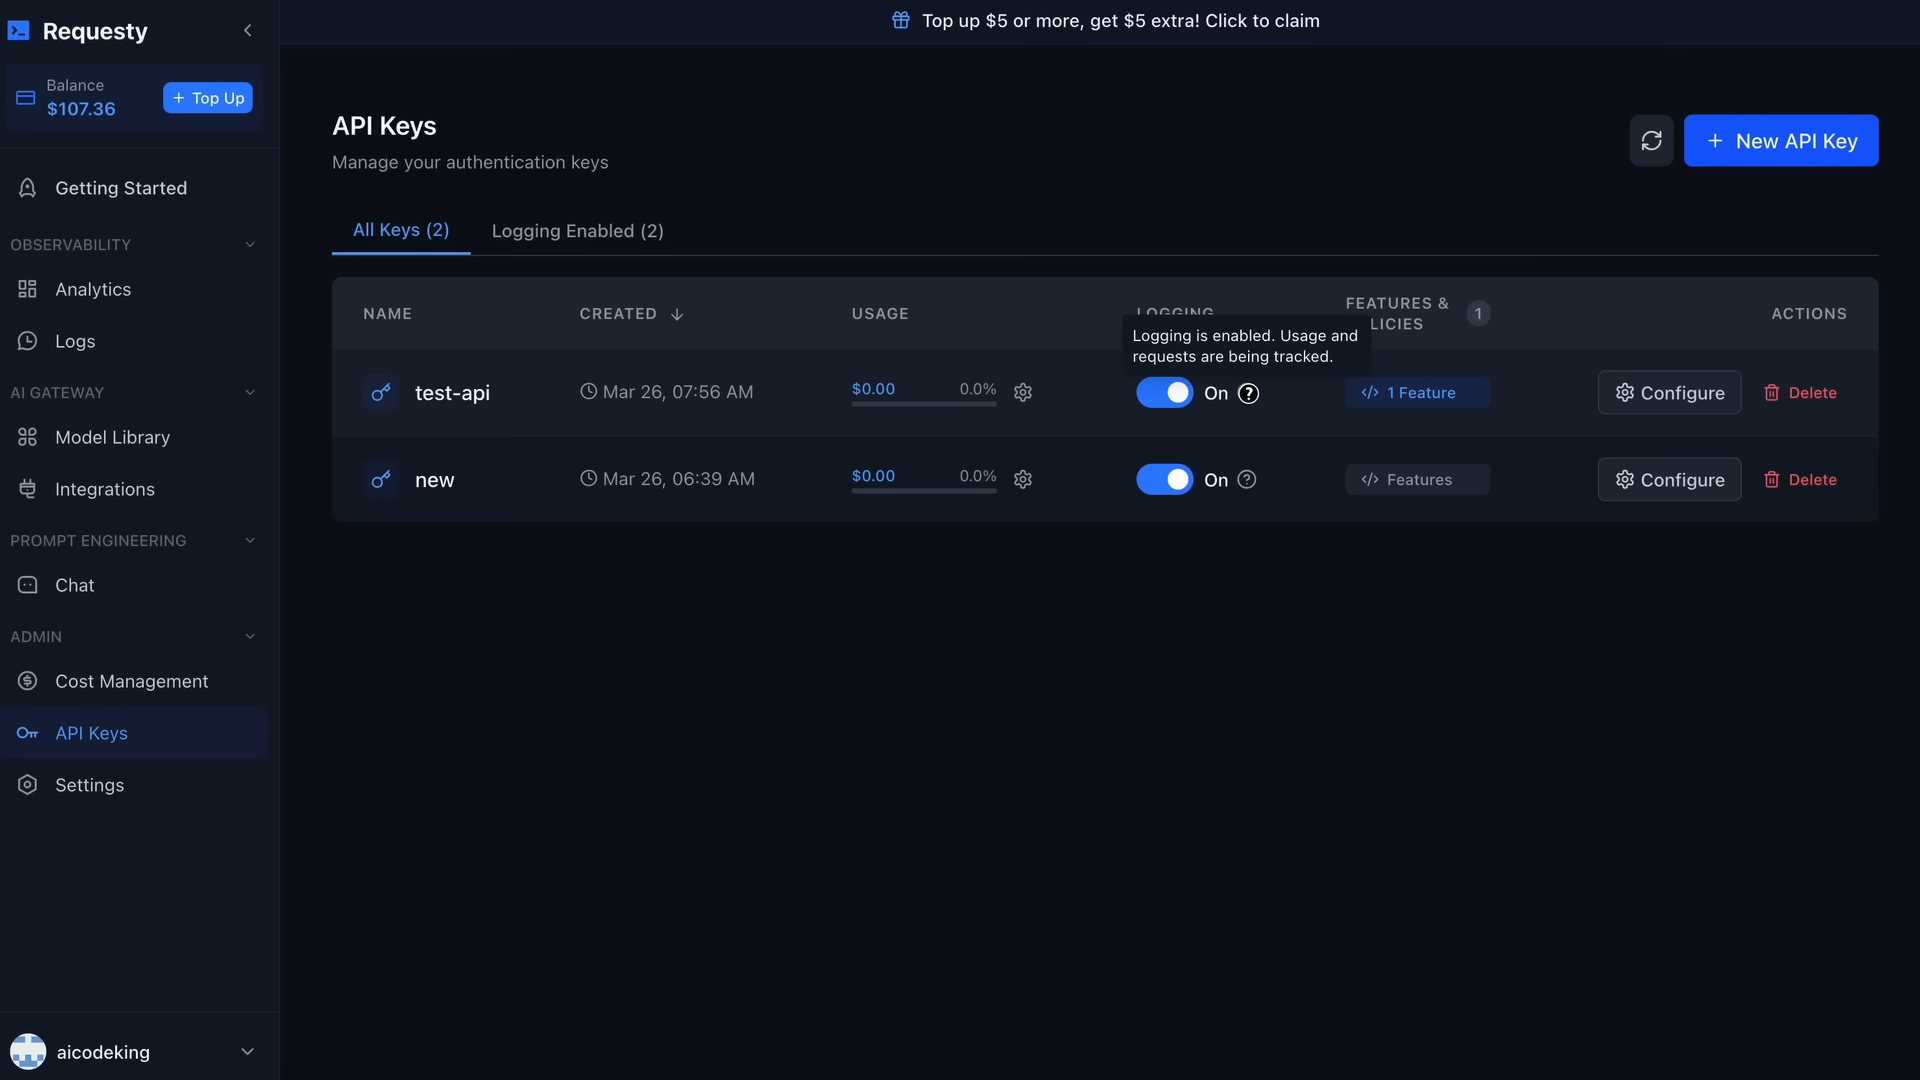 Requesty
Top up $5 or more, get $5 extra! Click to claim
Balance
$107.36
+ Top Up
Getting Started
OBSERVABILITY
Analytics
Logs
AI GATEWAY
Model Library
Integrations
PROMPT ENGINEERING
Chat
ADMIN
Cost Management
API Keys
Settings
aicodeking
API Keys
Manage your authentication keys
+ New API Key
All Keys (2)
Logging Enabled (2)
NAME
CREATED
USAGE
LOGGING
FEATURES &
LICIES
1
ACTIONS
Logging is enabled. Usage and
requests are being tracked.
test-api
Mar 26, 07:56 AM
$0.00
0.0%
On
?
</> 1 Feature
Configure
Delete
new
Mar 26, 06:39 AM
$0.00
0.0%
On
?
</> Features
Configure
Delete